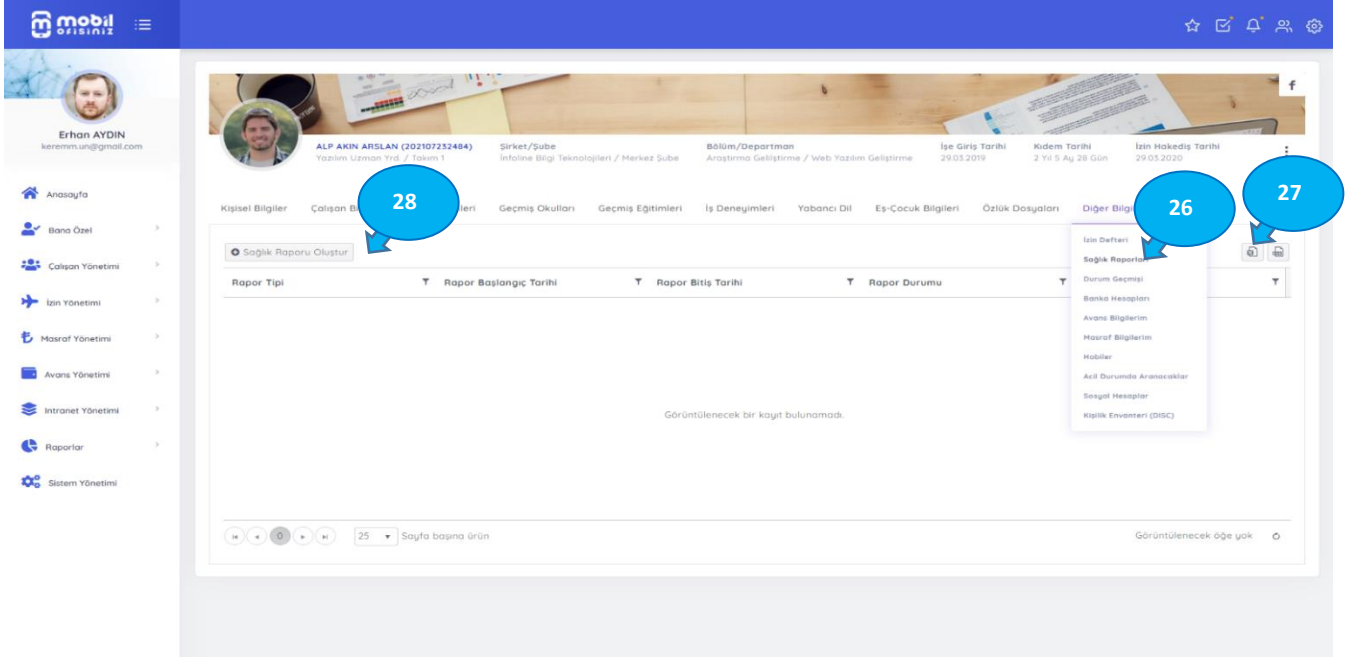 mobil
ofisiniz
Erhan AYDIN
keremm.un@gmail.com
Anasayfa
Bana Özel
Çalışan Yönetimi
İzin Yönetimi
Masraf Yönetimi
Avans Yönetimi
Intranet Yönetimi
Raporlar
Sistem Yönetimi
f
ALP AKIN ARSLAN (202107232484)
Yazılım Uzman Yrd. / Takım 1
Şirket/Şube
İnfoline Bilgi Teknolojileri / Merkez Şube
Bölüm/Departman
Araştırma Geliştirme / Web Yazılım Geliştirme
İşe Giriş Tarihi
29.03.2019
Kıdem Tarihi
2 Yıl 5 Ay 28 Gün
İzin Hakediş Tarihi
29.03.2020
28
26
27
Kişisel Bilgiler Çalışan B leri Geçmiş Okulları Geçmiş Eğitimleri İş Deneyimleri Yabancı Dil Eş-Çocuk Bilgileri Özlük Dosyaları Diğer Bilgi
Sağlık Raporu Oluştur
Rapor Tipi Rapor Başlangıç Tarihi Rapor Bitiş Tarihi Rapor Durumu
İzin Defteri
Sağlık Raporları
Durum Geçmişi
Banka Hesapları
Avans Bilgilerim
Masraf Bilgilerim
Hobiler
Acil Durumda Aranacaklar
Sosyal Hesaplar
Kişilik Envanteri (DISC)
Görüntülenecek bir kayıt bulunamadı.
0 25 Sayfa başına ürün
Görüntülenecek öğe yok